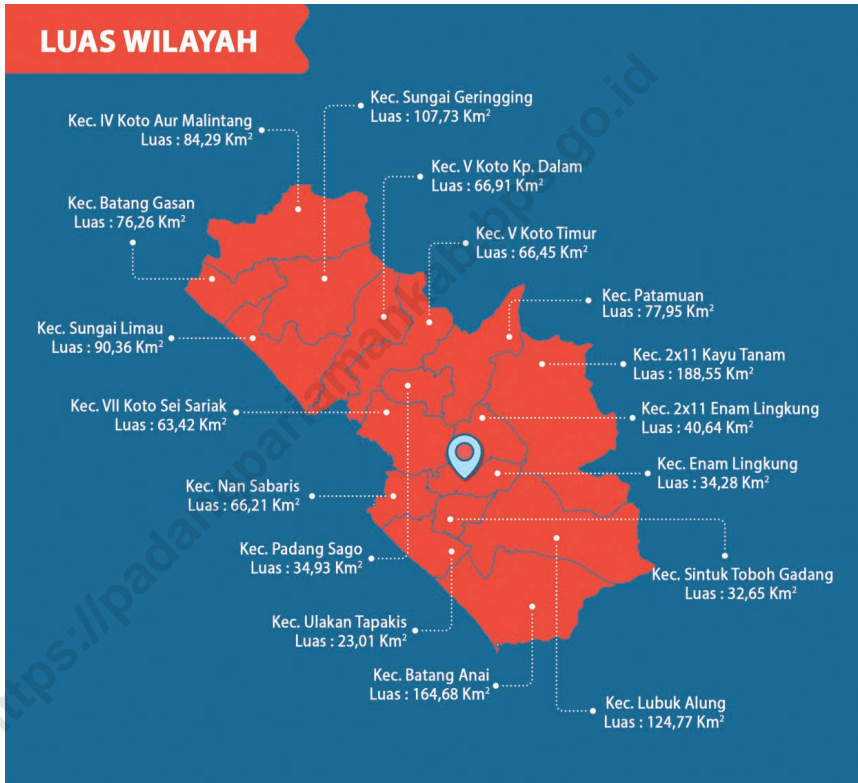 LUAS WILAYAH
Kec. Sungai Geringging
Luas : 107,73 Km²
Kec. IV Koto Aur Malintang
Luas : 84,29 Km²
Kec. V Koto Kp. Dalam
Luas : 66,91 Km²
Kec. Batang Gasan
Luas : 76,26 Km²
Kec. V Koto Timur
Luas : 66,45 Km²
Kec. Patamuan
Luas : 77,95 Km²
Kec. Sungai Limau
Luas : 90,36 Km²
Kec. 2x11 Kayu Tanam
Luas : 188,55 Km²
Kec. VII Koto Sei Sariak
Luas : 63,42 Km²
Kec. 2x11 Enam Lingkung
Luas : 40,64 Km²
Kec. Enam Lingkung
Luas : 34,28 Km²
Kec. Nan Sabaris
Luas : 66,21 Km²
Kec. Padang Sago
Luas : 34,93 Km²
Kec. Sintuk Toboh Gadang
Luas : 32,65 Km²
Kec. Ulakan Tapakis
Luas : 23,01 Km²
Kec. Batang Anai
Luas : 164,68 Km²
Kec. Lubuk Alung
Luas : 124,77 Km²
https://padangpariamankab.bps.go.id